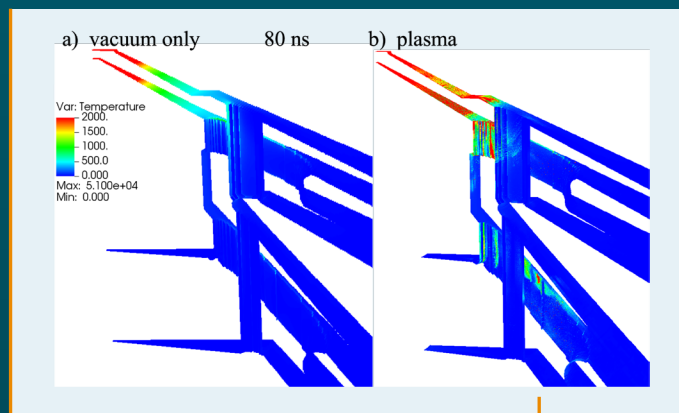 a) vacuum only 80 ns b) plasma
Var: Temperature
2000.
1500.
1000.
500.0
0.000
Max: 5.100e+04
Min: 0.000